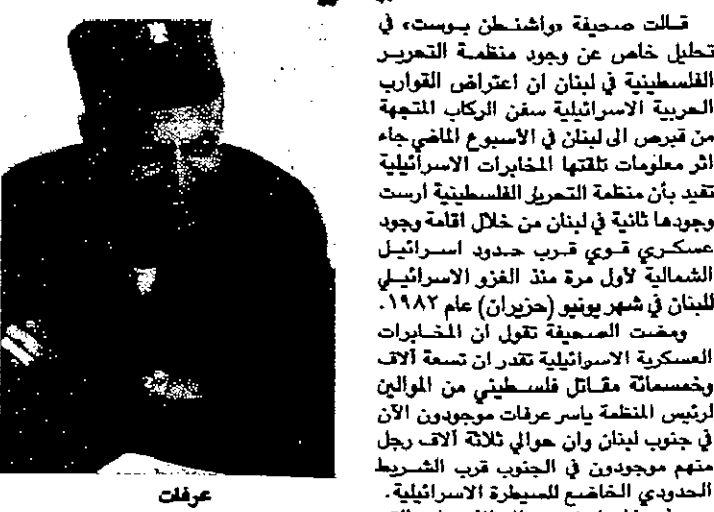 قالت صحيفة «واشنطن بوست» في
تحليل خاص عن وجود منظمة التحرير
الفلسطينية في لبنان ان اعتراض القوارب
الحربية الاسرائيلية سفن الركاب المتجهة
من قبرص الى لبنان في الأسبوع الماضي جاء
اثر معلومات تلقتها المخابرات الاسرائيلية
تفيد بأن منظمة التحرير الفلسطينية ارست
وجودها ثانية في لبنان من خلال اقامة وجود
عسكري قوي قرب حدود اسرائيل
الشمالية لأول مرة منذ الغزو الاسرائيلي
للبنان في شهر يونيو (حزيران) عام ١٩٨٢.
ومضت الصحيفة تقول ان المخابرات
العسكرية الاسرائيلية تقدر ان تسعة آلاف
وخمسمائة مقاتل فلسطيني من الموالين
لرئيس المنظمة ياسر عرفات موجودون الآن
في جنوب لبنان وان حوالي ثلاثة آلاف رجل
منهم موجودون في الجنوب قرب الشريط
الحدودي الخاضع للسيطرة الاسرائيلية.
عرفات